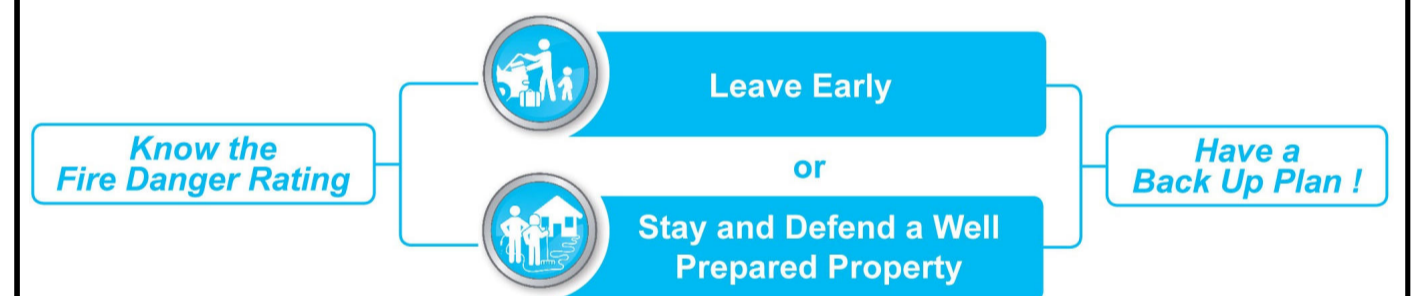 Know the
Fire Danger Rating
Leave Early
or
Stay and Defend a Well
Prepared Property
Have a
Back Up Plan !